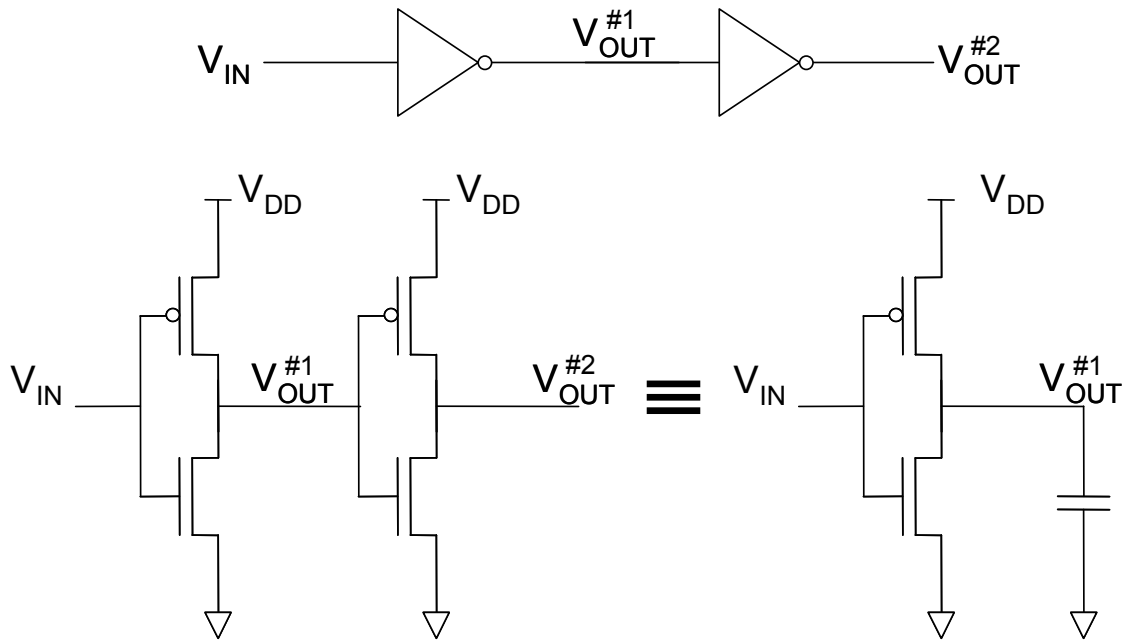 V_IN V_OUT^#1 V_OUT^#2
V_DD V_DD V_DD
V_IN V_OUT^#1 V_OUT^#2 ≡ V_IN V_OUT^#1